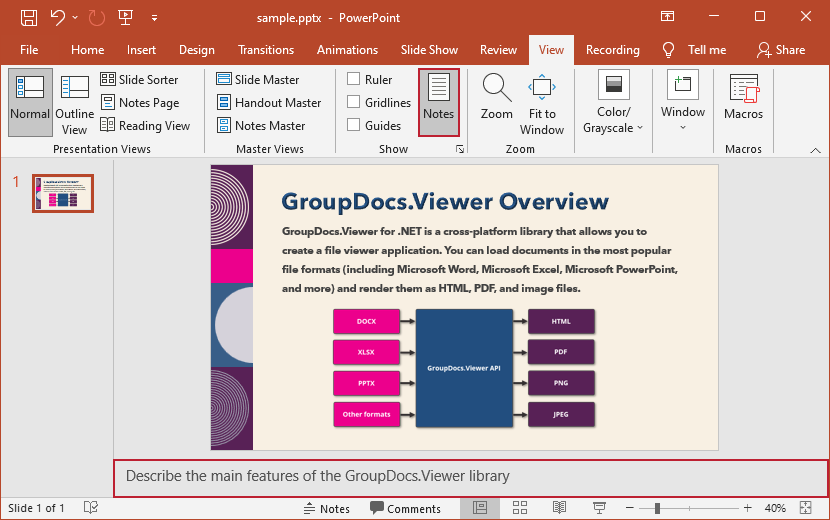 sample.pptx - PowerPoint
File Home Insert Design Transitions Animations Slide Show Review View Recording Tell me Share
Normal
Outline View
Slide Sorter
Notes Page
Reading View
Presentation Views
Slide Master
Handout Master
Notes Master
Master Views
Ruler
Gridlines
Guides
Notes
Show
Zoom
Fit to Window
Zoom
Color/
Grayscale
Window
Macros
Macros
1
GroupDocs.Viewer Overview
GroupDocs.Viewer for .NET is a cross-platform library that allows you to
create a file viewer application. You can load documents in the most popular
file formats (including Microsoft Word, Microsoft Excel, Microsoft PowerPoint,
and more) and render them as HTML, PDF, and image files.
DOCX
XLSX
PPTX
Other formats
GroupDocs.Viewer API
HTML
PDF
PNG
JPEG
Describe the main features of the GroupDocs.Viewer library
Slide 1 of 1 Notes Comments 40%